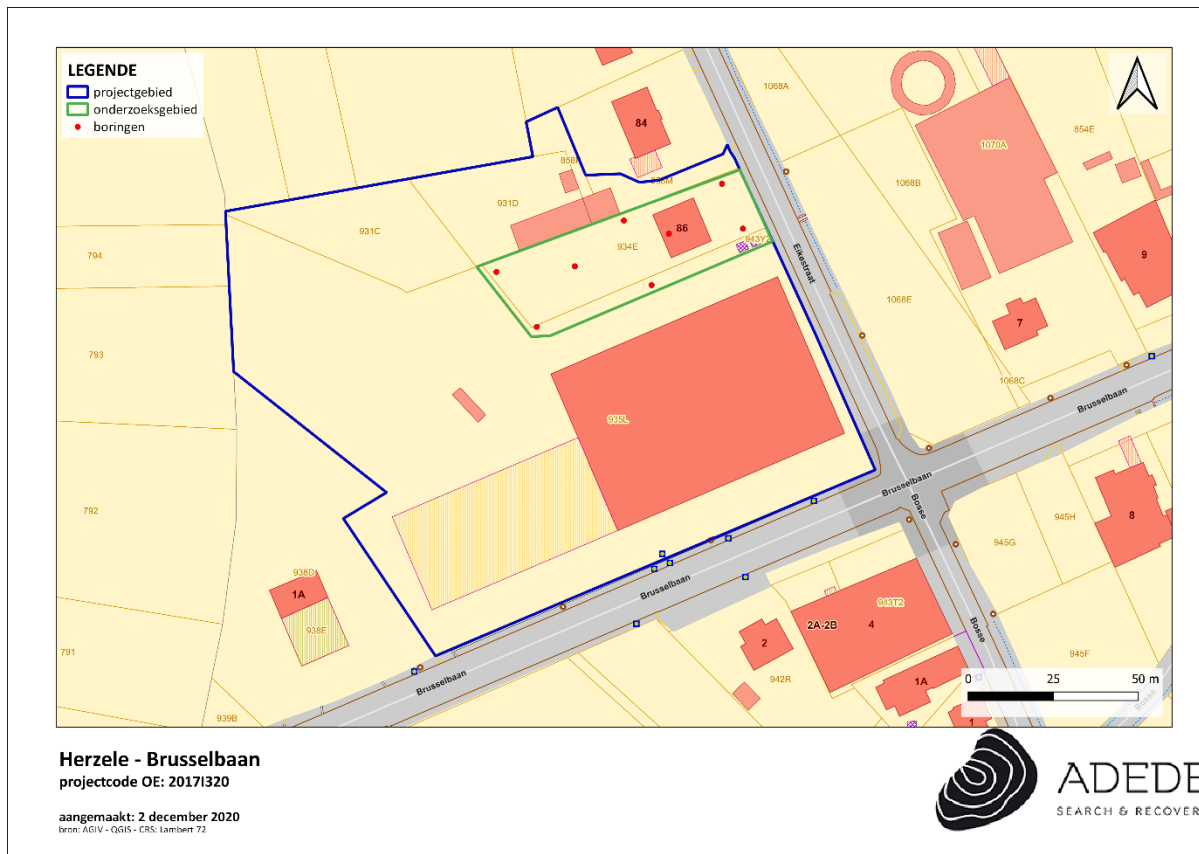 LEGENDE
projectgebied
onderzoeksgebied
boringen
84
1068A
1070A
854E
1068B
9
794
931C
931D
934E
86
943Y2
Eikestraat
1068E
7
793
1068C
Brusselbaan
935L
792
Brusselbaan
Bosse
945H
8
945G
938D
1A
938E
Brusselbaan
943T2
2A-2B
4
2
Bosse
791
942R
1A
945F
Brusselbaan
939B
1
Bosse
0 25 50 m
Herzele - Brusselbaan
projectcode OE: 2017I320
aangemaakt: 2 december 2020
bron: AGIV - QGIS - CRS: Lambert 72
ADEDE
SEARCH & RECOVER